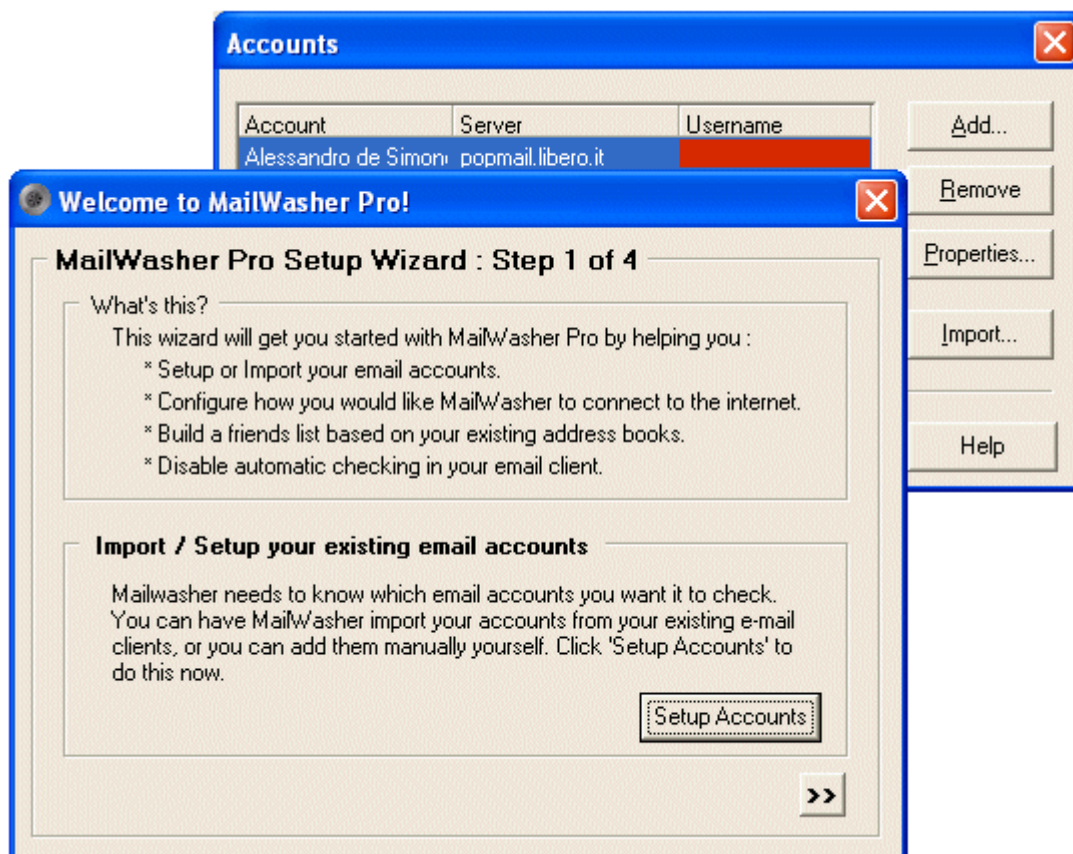 Accounts
Account Server Username
Alessandro de Simon popmail.libero.it
Add...
Remove
Properties...
Import...
Help
Welcome to MailWasher Pro!
MailWasher Pro Setup Wizard : Step 1 of 4
What's this?
This wizard will get you started with MailWasher Pro by helping you :
* Setup or Import your email accounts.
* Configure how you would like MailWasher to connect to the internet.
* Build a friends list based on your existing address books.
* Disable automatic checking in your email client.
Import / Setup your existing email accounts
Mailwasher needs to know which email accounts you want it to check.
You can have MailWasher import your accounts from your existing e-mail
clients, or you can add them manually yourself. Click 'Setup Accounts' to
do this now.
Setup Accounts
>>